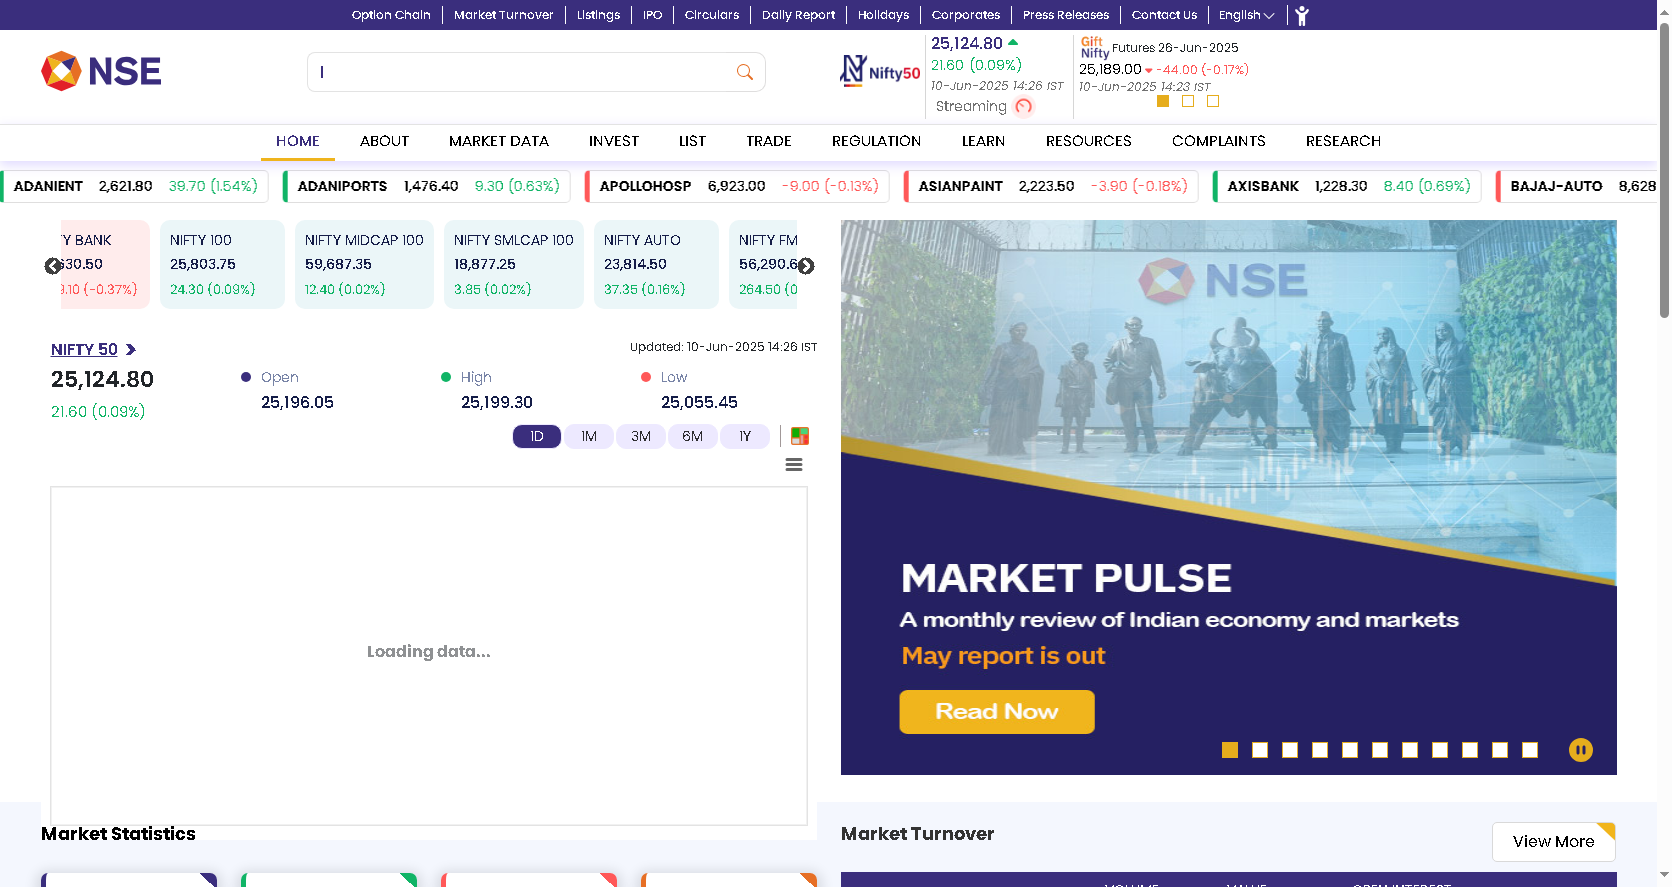 Option Chain Market Turnover Listings IPO Circulars Daily Report Holidays Corporates Press Releases Contact Us English
NSE
Nifty50
25,124.80
21.60 (0.09%)
10-Jun-2025 14:26 IST
Streaming
Gift Nifty Futures 26-Jun-2025
25,189.00 -44.00 (-0.17%)
10-Jun-2025 14:23 IST
HOME ABOUT MARKET DATA INVEST LIST TRADE REGULATION LEARN RESOURCES COMPLAINTS RESEARCH
ADANIENT 2,621.80 39.70 (1.54%) ADANIPORTS 1,476.40 9.30 (0.63%) APOLLOHOSP 6,923.00 -9.00 (-0.13%) ASIANPAINT 2,223.50 -3.90 (-0.18%) AXISBANK 1,228.30 8.40 (0.69%) BAJAJ-AUTO 8,628
TY BANK NIFTY 100 NIFTY MIDCAP 100 NIFTY SMLCAP 100 NIFTY AUTO NIFTY FM
630.50 25,803.75 59,687.35 18,877.25 23,814.50 56,290.6
9.10 (-0.37%) 24.30 (0.09%) 12.40 (0.02%) 3.85 (0.02%) 37.35 (0.16%) 264.50 (0
NIFTY 50
Updated: 10-Jun-2025 14:26 IST
25,124.80
21.60 (0.09%)
Open High Low
25,196.05 25,199.30 25,055.45
1D 1M 3M 6M 1Y
Loading data...
NSE
MARKET PULSE
A monthly review of Indian economy and markets
May report is out
Read Now
Market Statistics
Market Turnover
View More
VOLUME VALUE OPEN INTEREST